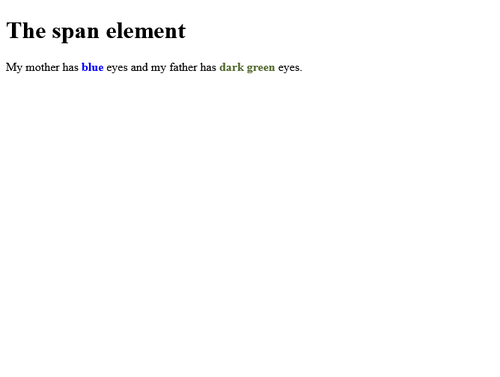 The span element
My mother has blue eyes and my father has dark green eyes.